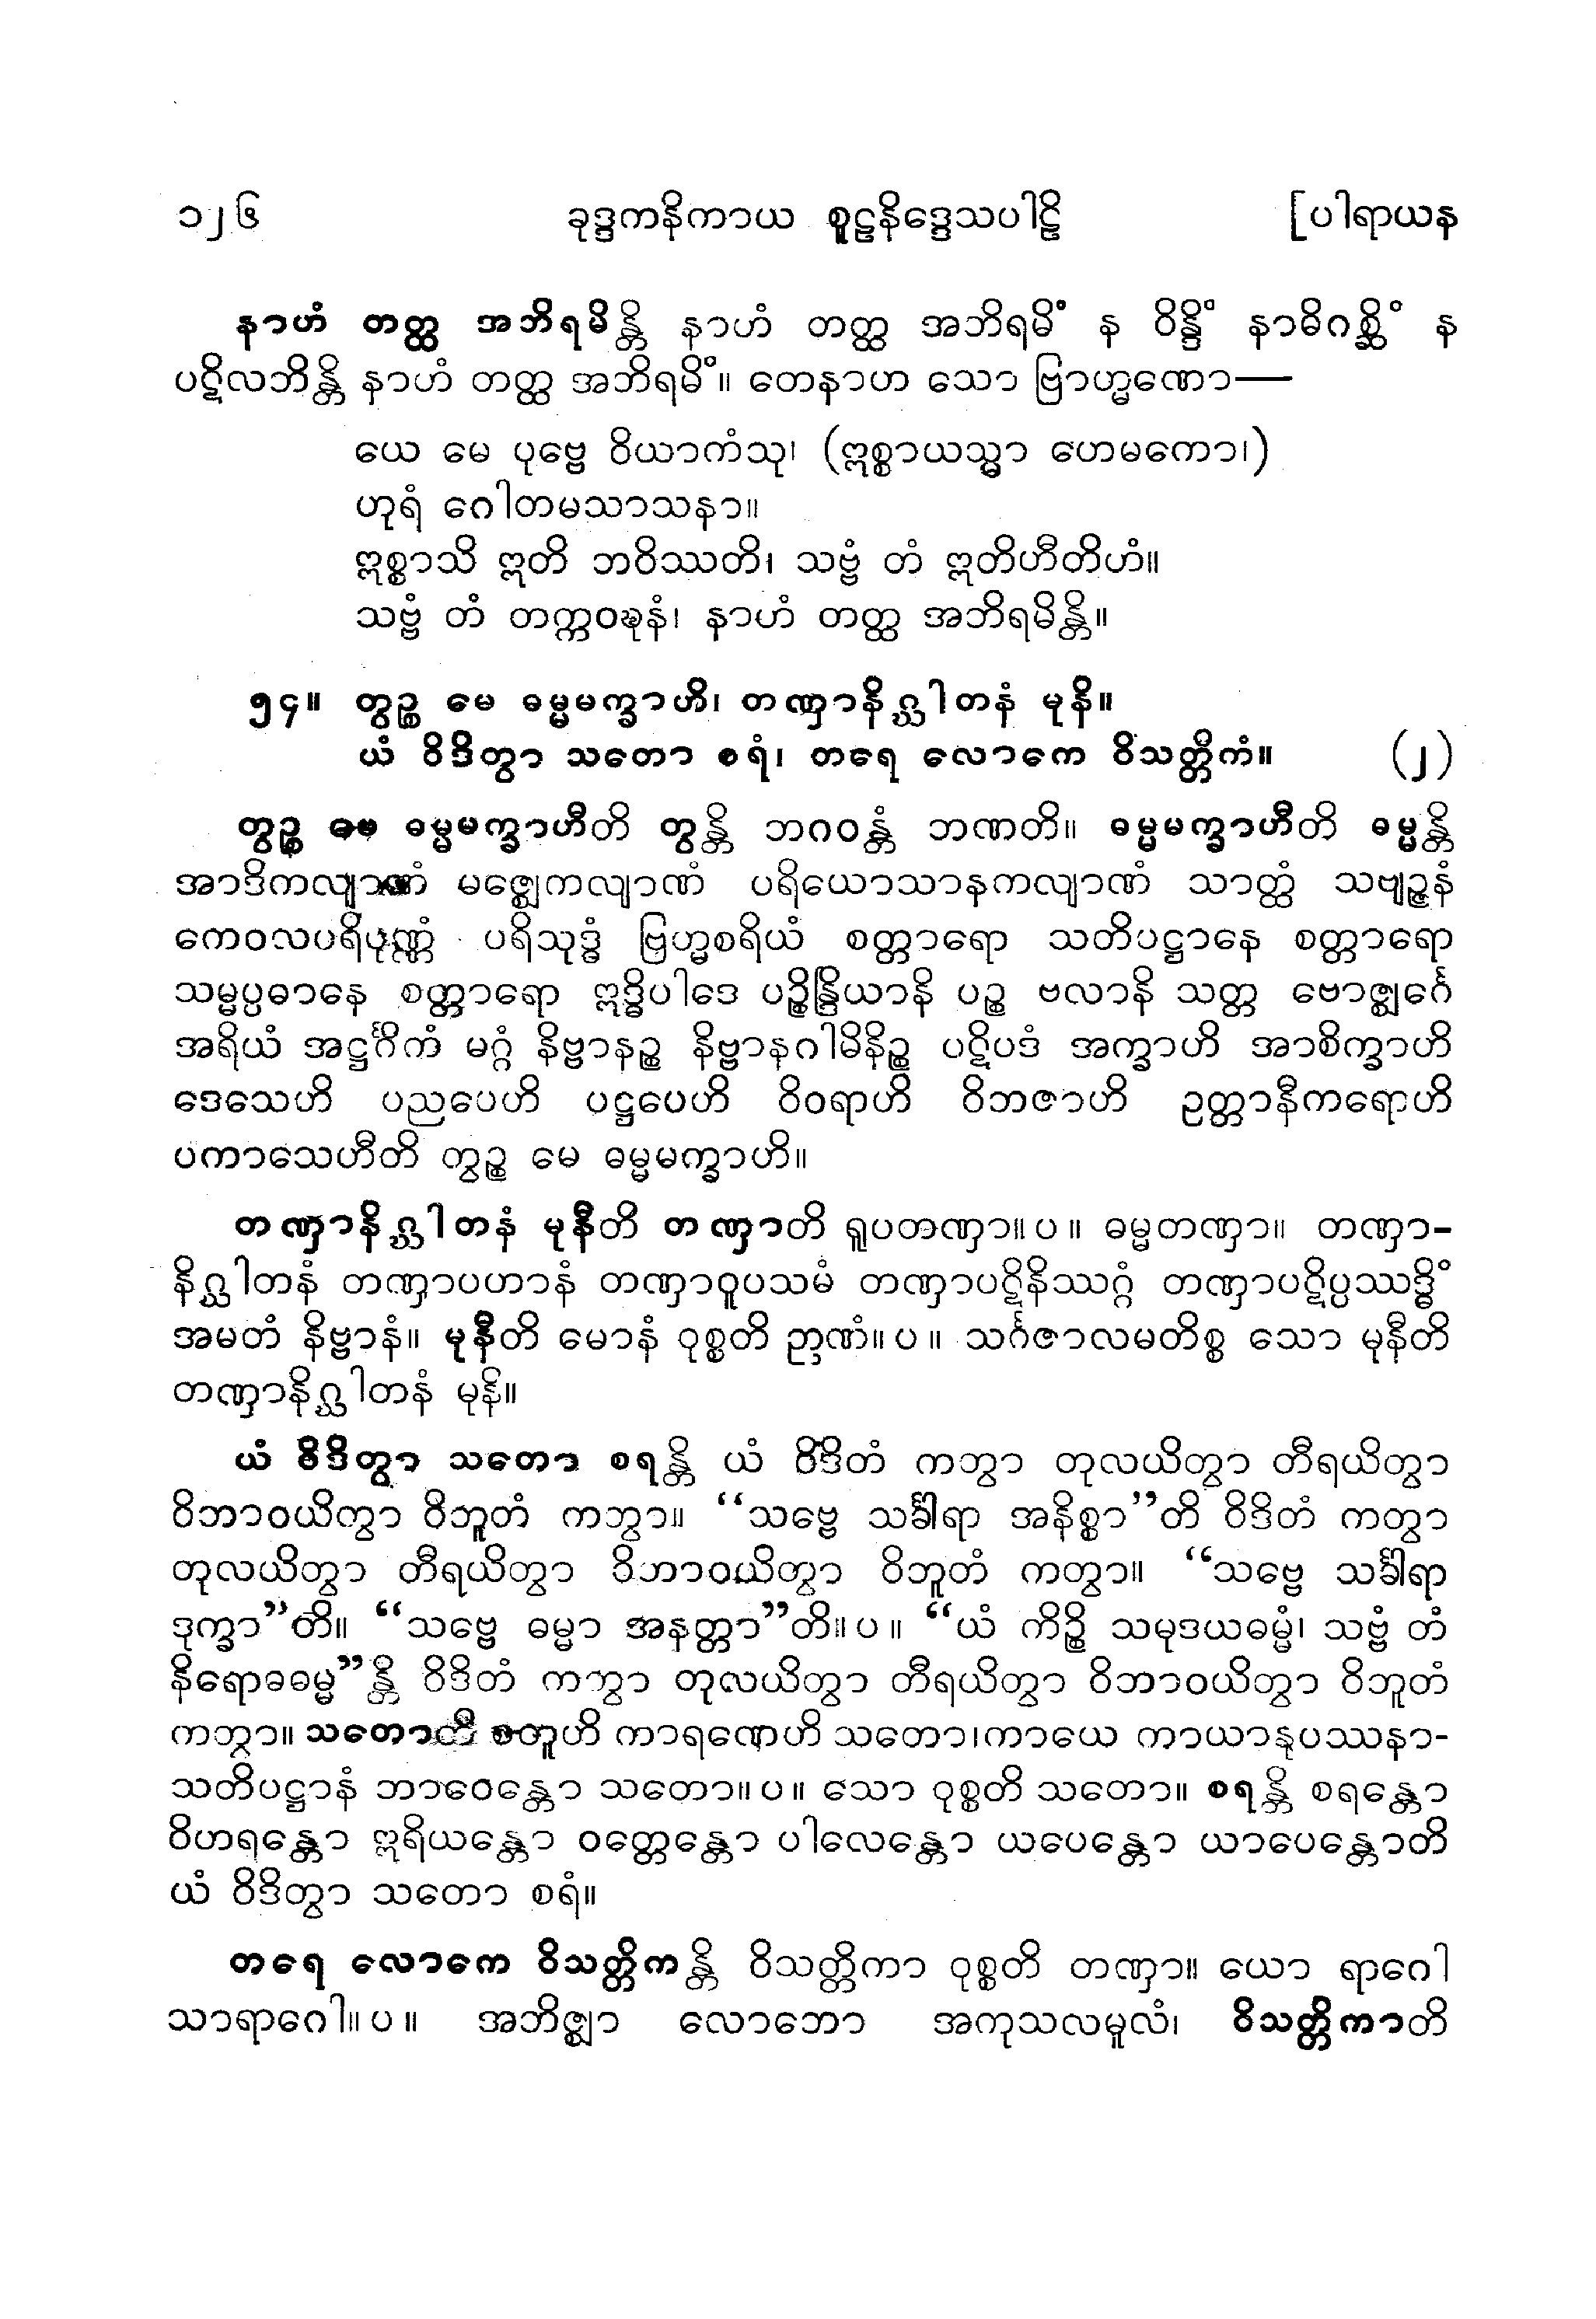 ၁၂၆ ခုဒ္ဒကနိကာယ စူဠနိဒ္ဒေသပါဠိ [ပါရာယန
နာဟံ တတ္ထ အဘိရမိန္တိ နာဟံ တတ္ထ အဘိရမိံ န ဝိန္ဒိံ နာဓိဂစ္ဆိံ န
ပဋိလဘိန္တိ နာဟံ တတ္ထ အဘိရမိံ။ တေနာဟ သော ဗြာဟ္မဏော—
ယေ မေ ပုဗ္ဗေ ဝိယာကံသု၊ (ဣစ္စာယသ္မာ ဟေမကော၊)
ဟုရံ ဂေါတမသာသနာ။
ဣစ္စာသိ ဣတိ ဘဝိဿတိ၊ သဗ္ဗံ တံ ဣတိဟီတိဟံ။
သဗ္ဗံ တံ တက္ကဝဍ္ဎနံ၊ နာဟံ တတ္ထ အဘိရမိန္တိ။
၅၄။ တွဉ္စ မေ ဓမ္မမက္ခာဟိ၊ တဏှာနိဂ္ဃါတနံ မုနိ။
ယံ ဝိဒိတွာ သတော စရံ၊ တရေ လောကေ ဝိသတ္တိကံ။ (၂)
တွဉ္စ မေ ဓမ္မမက္ခာဟီတိ တွန္တိ ဘဂဝန္တံ ဘဏတိ။ ဓမ္မမက္ခာဟီတိ ဓမ္မန္တိ
အာဒိကလျာဏံ မဇ္ဈေကလျာဏံ ပရိယောသာနကလျာဏံ သာတ္ထံ သဗျဉ္ဇနံ
ကေဝလပရိပုဏ္ဏံ ပရိသုဒ္ဓံ ဗြဟ္မစရိယံ စတ္တာရော သတိပဋ္ဌာနေ စတ္တာရော
သမ္မပ္ပဓာနေ စတ္တာရော ဣဒ္ဓိပါဒေ ပဉ္စိန္ဒြိယာနိ ပဉ္စ ဗလာနိ သတ္တ ဗောဇ္ဈင်္ဂေ
အရိယံ အဋ္ဌင်္ဂိကံ မဂ္ဂံ နိဗ္ဗာနဉ္စ နိဗ္ဗာနဂါမိနိဉ္စ ပဋိပဒံ အက္ခာဟိ အာစိက္ခာဟိ
ဒေသေဟိ ပညပေဟိ ပဋ္ဌပေဟိ ဝိဝရာဟိ ဝိဘဇာဟိ ဥတ္တာနီကရောဟိ
ပကာသေဟီတိ တွဉ္စ မေ ဓမ္မမက္ခာဟိ။
တဏှာနိဂ္ဃါတနံ မုနီတိ တဏှာတိ ရူပတဏှာ။ပ။ ဓမ္မတဏှာ။ တဏှာ-
နိဂ္ဃါတနံ တဏှာပဟာနံ တဏှာဝူပသမံ တဏှာပဋိနိဿဂ္ဂံ တဏှာပဋိပ္ပဿဒ္ဓိံ
အမတံ နိဗ္ဗာနံ။ မုနီတိ မောနံ ဝုစ္စတိ ဉာဏံ။ပ။ သင်္ဂဇာလမတိစ္စ သော မုနီတိ
တဏှာနိဂ္ဃါတနံ မုနိ။
ယံ ဝိဒိတွာ သတော စရန္တိ ယံ ဝိဒိတံ ကတွာ တုလယိတွာ တီရယိတွာ
ဝိဘာဝယိတွာ ဝိဘူတံ ကတွာ။ “သဗ္ဗေ သင်္ခါရာ အနိစ္စာ”တိ ဝိဒိတံ ကတွာ
တုလယိတွာ တီရယိတွာ ဝိဘာဝယိတွာ ဝိဘူတံ ကတွာ။ “သဗ္ဗေ သင်္ခါရာ
ဒုက္ခာ”တိ။ “သဗ္ဗေ ဓမ္မာ အနတ္တာ”တိ။ပ။ “ယံ ကိဉ္စိ သမုဒယဓမ္မံ၊ သဗ္ဗံ တံ
နိရောဓဓမ္မ”န္တိ ဝိဒိတံ ကတွာ တုလယိတွာ တီရယိတွာ ဝိဘာဝယိတွာ ဝိဘူတံ
ကတွာ။ သတောတိ စတူဟိ ကာရဏေဟိ သတော၊ကာယေ ကာယာနုပဿနာ-
သတိပဋ္ဌာနံ ဘာဝေန္တော သတော။ပ။ သော ဝုစ္စတိ သတော။ စရန္တိ စရန္တော
ဝိဟရန္တော ဣရိယန္တော ဝတ္တေန္တော ပါလေန္တော ယပေန္တော ယာပေန္တောတိ
ယံ ဝိဒိတွာ သတော စရံ။
တရေ လောကေ ဝိသတ္တိကန္တိ ဝိသတ္တိကာ ဝုစ္စတိ တဏှာ။ ယော ရာဂေါ
သာရာဂေါ။ပ။ အဘိဇ္ဈာ လောဘော အကုသလမူလံ၊ ဝိသတ္တိကာတိ